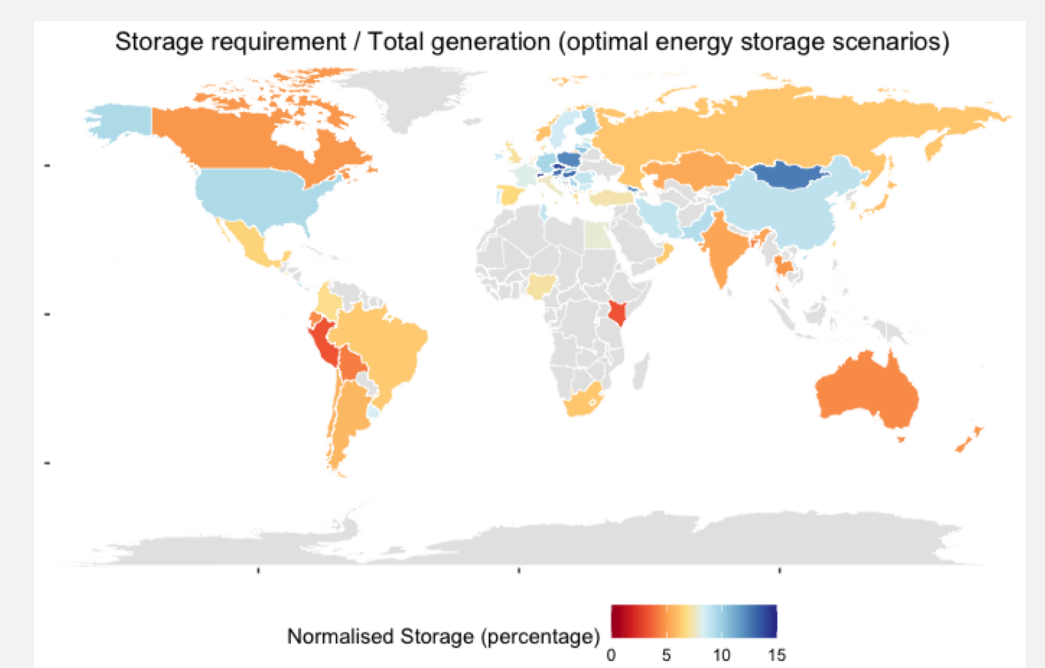 Storage requirement / Total generation (optimal energy storage scenarios)
Normalised Storage (percentage)
0 5 10 15